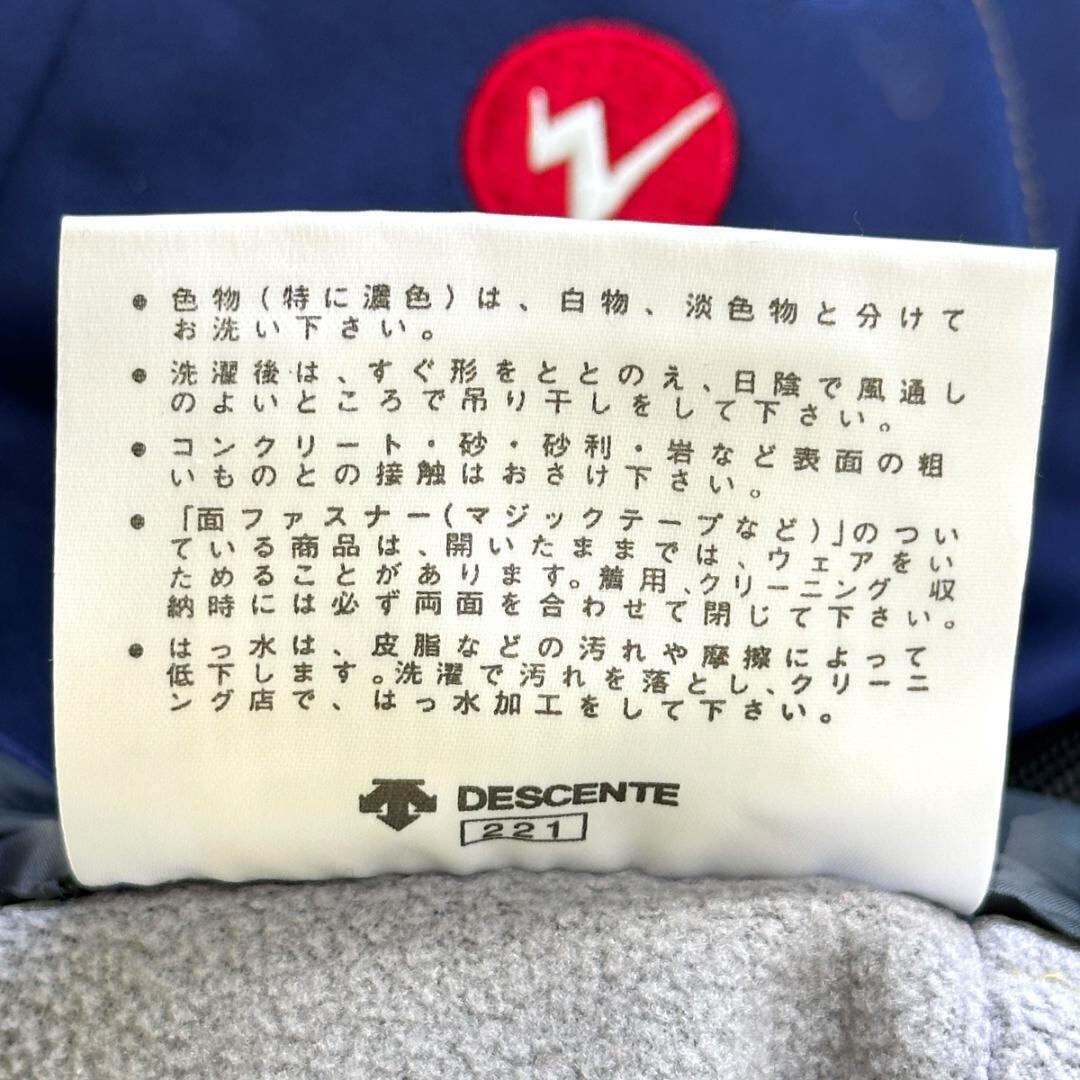 ● 色物(特に濃色)は、白物、淡色物と分けて
お洗い下さい。
● 洗濯後は、すぐ形をととのえ、日陰で風通し
のよいところで吊り干しをして下さい。
● コンクリート・砂・砂利・岩など表面の粗
いものとの接触はおさけ下さい。
● 「面ファスナー(マジックテープなど)」のつい
ている商品は、開いたままでは、ウェアをい
ためることがあります。着用、クリーニング 収
納時には必ず両面を合わせて閉じて下さい。
● はっ水は、皮脂などの汚れや摩擦によって
低下します。洗濯で汚れを落とし、クリーニ
ング店で、はっ水加工をして下さい。
DESCENTE
221